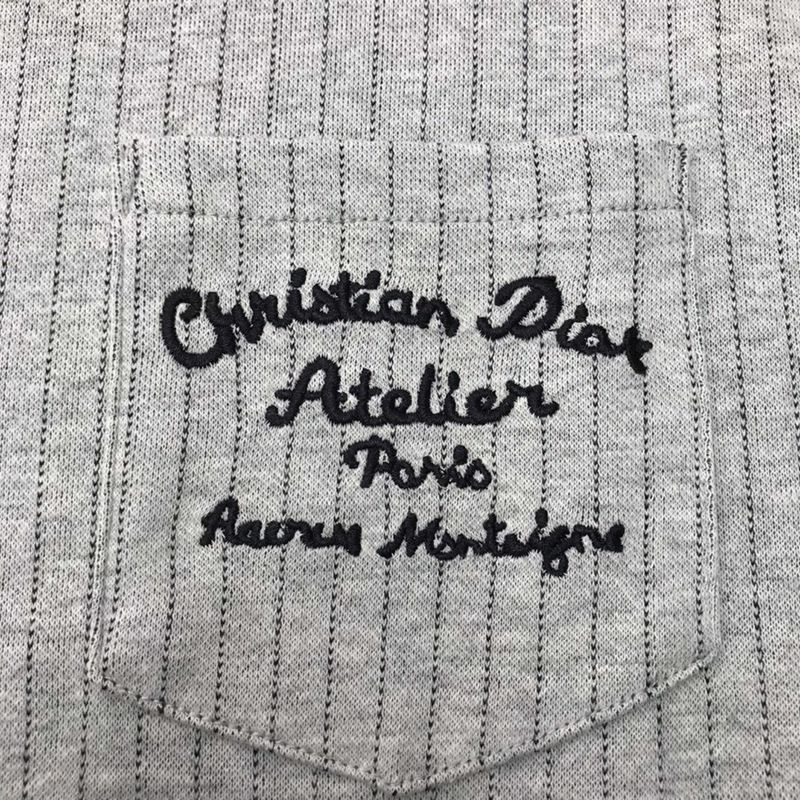 Christian Dior
Atelier
Paris
Avenue Montaigne